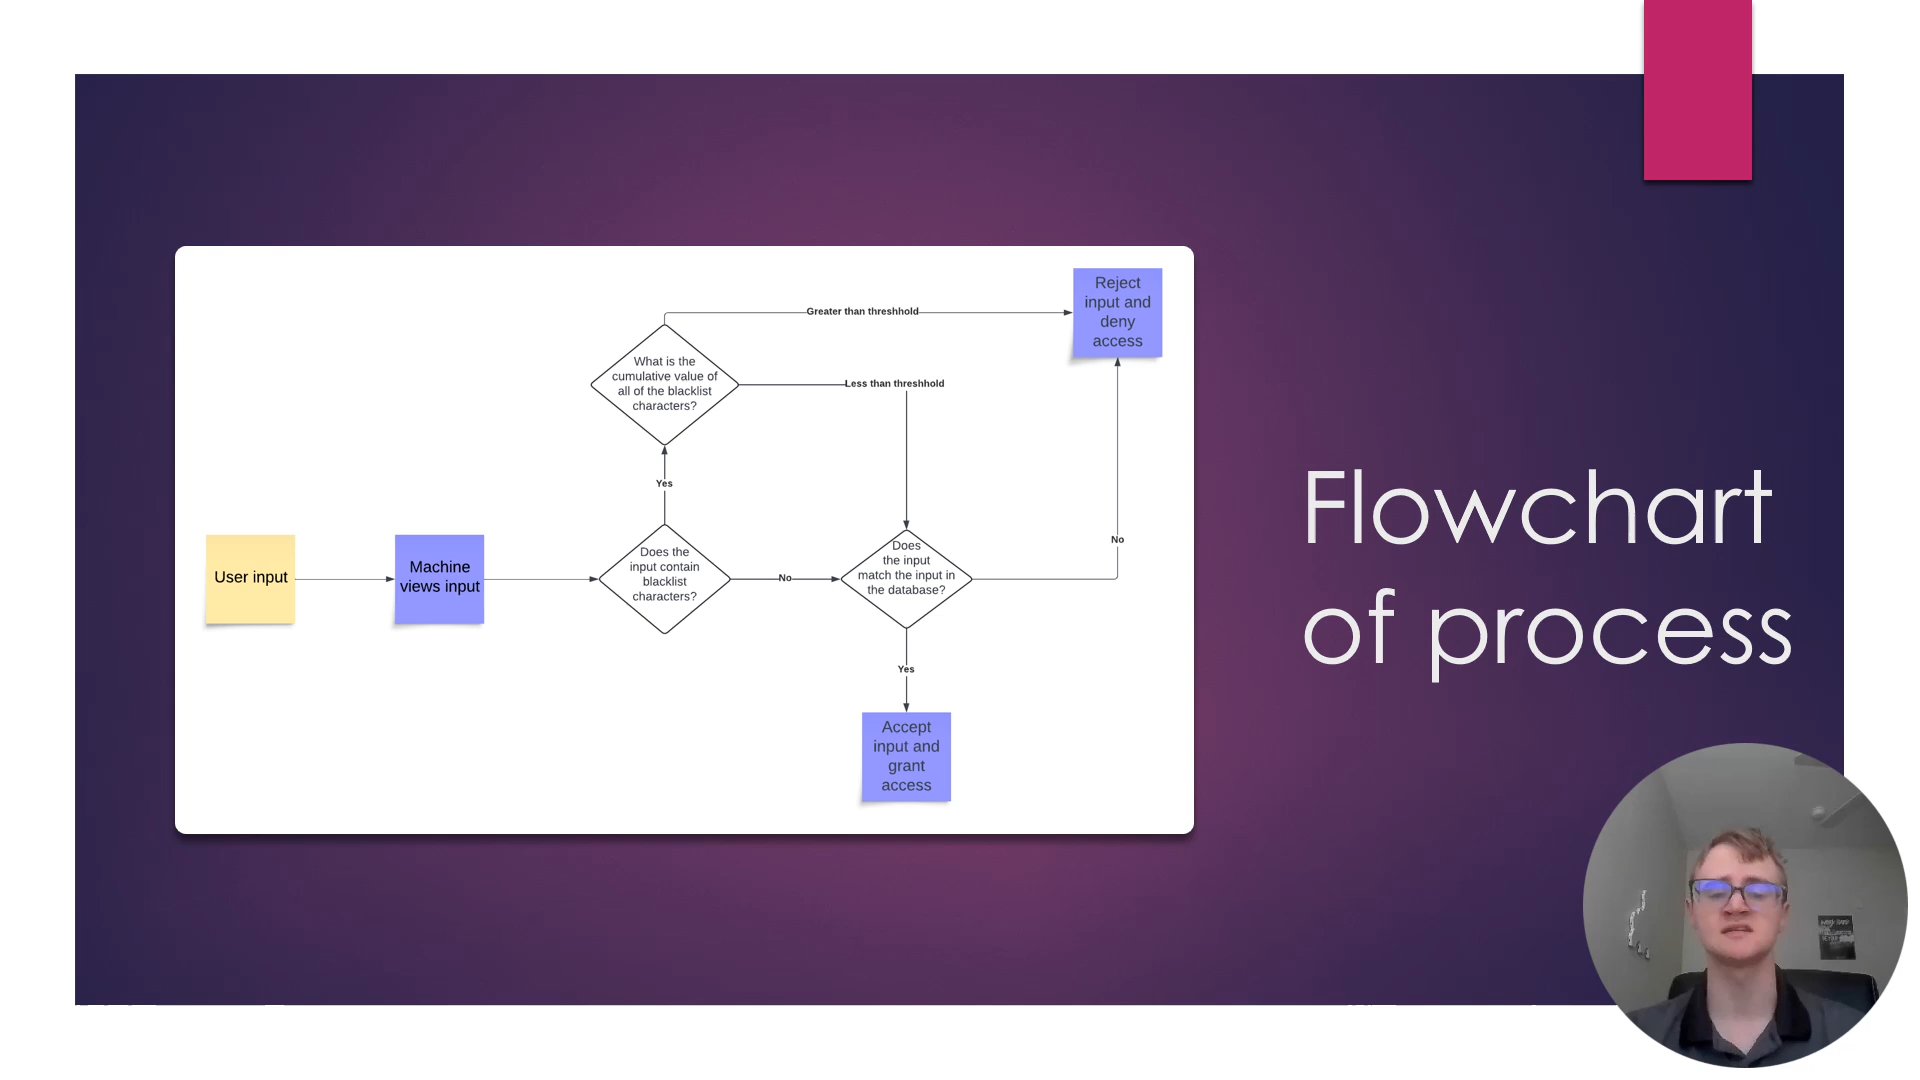 Reject
input and
deny
access
Greater than threshhold
What is the
cumulative value of
all of the blacklist
characters?
Less than threshhold
Yes
No
User input
Machine
views input
Does the
input contain
blacklist
characters?
No
Does
the input
match the input in
the database?
Yes
Accept
input and
grant
access
Flowchart
of process